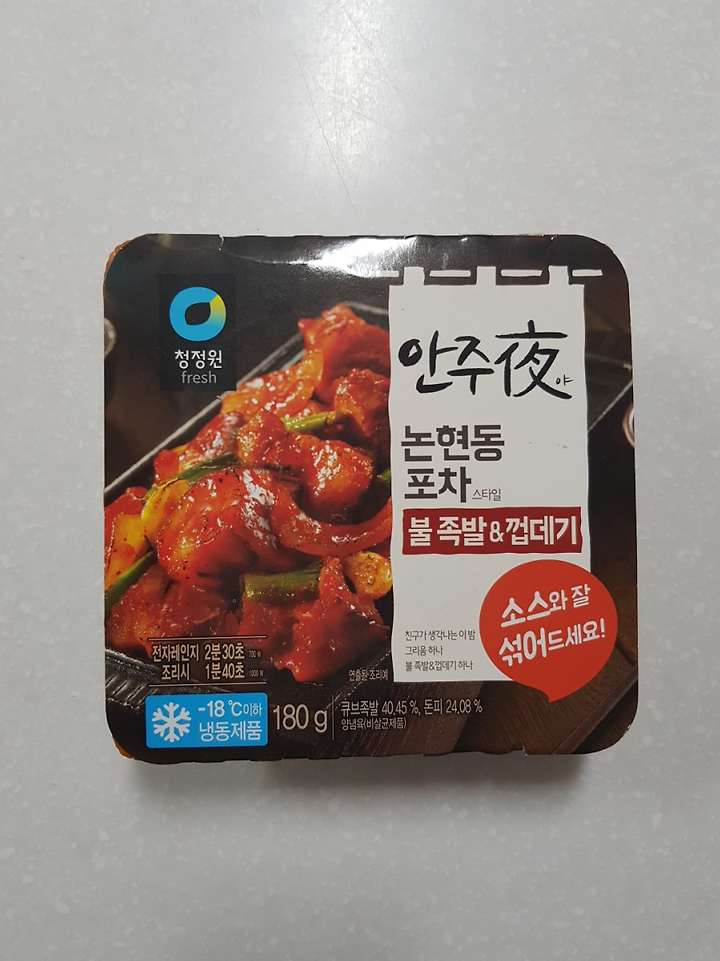 청정원
fresh
안주夜야
논현동
포차 스타일
불 족발&껍데기
소스와 잘
섞어드세요!
친구가 생각나는 이 밤
그리움 하나
불 족발&껍데기 하나
전자레인지 2분30초 700W
조리시 1분40초 1000W
연출된 조리예
-18 ℃이하
냉동제품
180 g
큐브족발 40.45 %, 돈피 24.08 %
양념육(비살균제품)